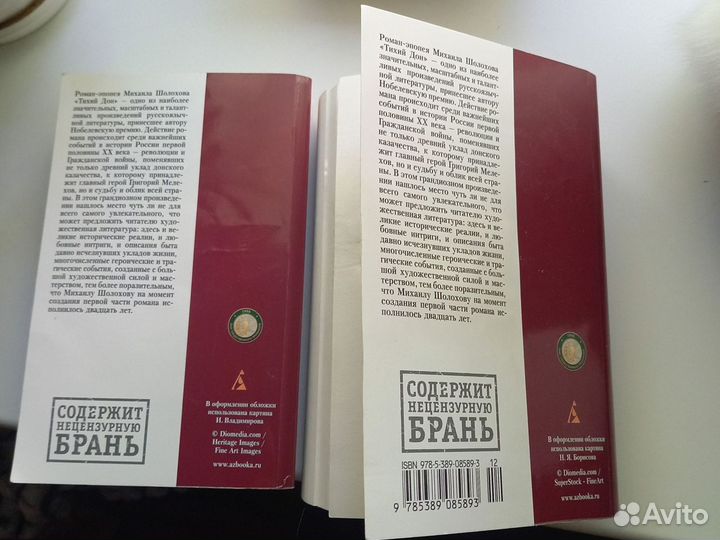 Роман-эпопея Михаила Шолохова
«Тихий Дон» — одно из наиболее
значительных, масштабных и талант-
ливых произведений русскоязыч-
ной литературы, принесшее автору
Нобелевскую премию. Действие ро-
мана происходит среди важнейших
событий в истории России первой
половины XX века — революции и
Гражданской войны, поменявших
не только древний уклад донского
казачества, к которому принадле-
жит главный герой Григорий Меле-
хов, но и судьбу и облик всей стра-
ны. В этом грандиозном произведе-
нии нашлось место чуть ли не для
всего самого увлекательного, что
может предложить читателю худо-
жественная литература: здесь и ве-
ликие исторические реалии, и лю-
бовные интриги, и описания быта
давно исчезнувших укладов жизни,
многочисленные героические и тра-
гические события, созданные с боль-
шой художественной силой и мас-
терством, тем более поразительным,
что Михаилу Шолохову на момент
создания первой части романа ис-
полнилось двадцать лет.
СОДЕРЖИТ
НЕЦЕНЗУРНУЮ
БРАНЬ
В оформлении обложки
использована картина
И. Владимирова
© Diomedia.com /
Heritage Images /
Fine Art Images
www.azbooka.ru
Роман-эпопея Михаила Шолохова
«Тихий Дон» — одно из наиболее
значительных, масштабных и талант-
ливых произведений русскоязыч-
ной литературы, принесшее автору
Нобелевскую премию. Действие ро-
мана происходит среди важнейших
событий в истории России первой
половины XX века — революции и
Гражданской войны, поменявших
не только древний уклад донского
казачества, к которому принадле-
жит главный герой Григорий Меле-
хов, но и судьбу и облик всей стра-
ны. В этом грандиозном произведе-
нии нашлось место чуть ли не для
всего самого увлекательного, что
может предложить читателю худо-
жественная литература: здесь и ве-
ликие исторические реалии, и лю-
бовные интриги, и описания быта
давно исчезнувших укладов жизни,
многочисленные героические и тра-
гические события, созданные с боль-
шой художественной силой и мас-
терством, тем более поразительным,
что Михаилу Шолохову на момент
создания первой части романа ис-
полнилось двадцать лет.
СОДЕРЖИТ
НЕЦЕНЗУРНУЮ
БРАНЬ
ISBN 978-5-389-08589-3
12
9 785389 085893
В оформлении обложки
использована картина
Н. Я. Борисова
© Diomedia.com /
SuperStock - FineArt
www.azbooka.ru
Avito